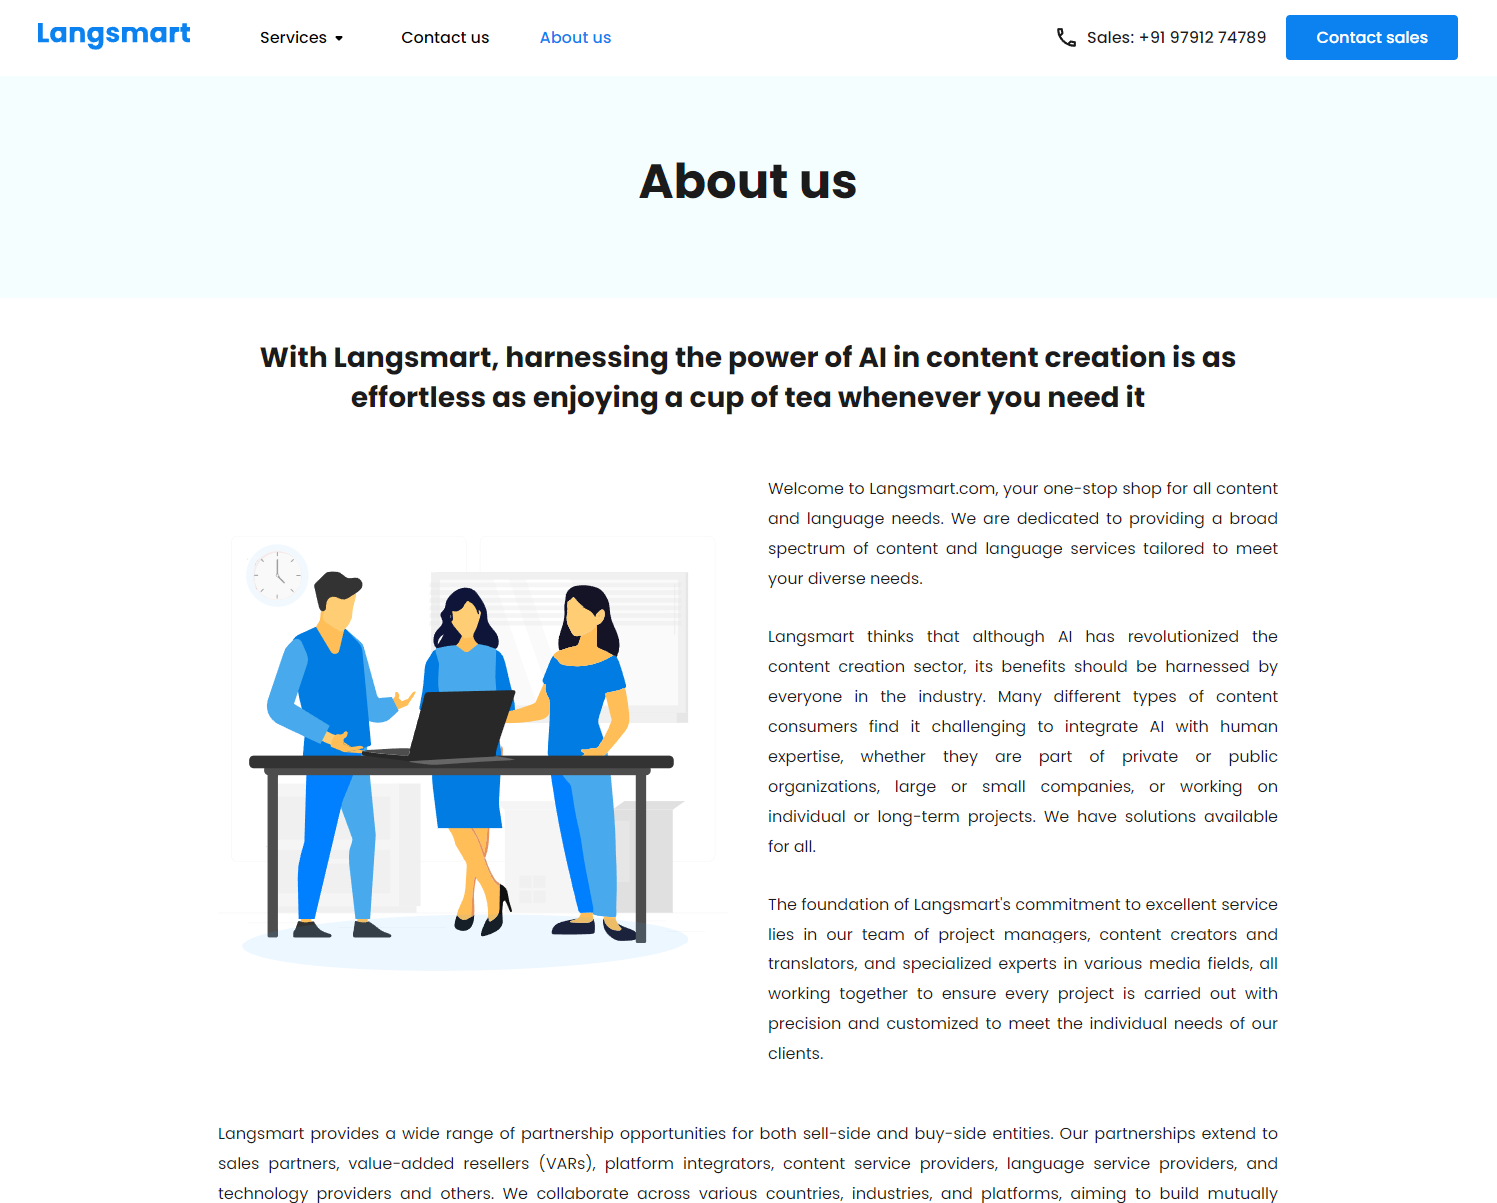 Langsmart
Services
Contact us
About us
Sales: +91 97912 74789
Contact sales
About us
With Langsmart, harnessing the power of AI in content creation is as
effortless as enjoying a cup of tea whenever you need it
Welcome to Langsmart.com, your one-stop shop for all content
and language needs. We are dedicated to providing a broad
spectrum of content and language services tailored to meet
your diverse needs.
Langsmart thinks that although AI has revolutionized the
content creation sector, its benefits should be harnessed by
everyone in the industry. Many different types of content
consumers find it challenging to integrate AI with human
expertise, whether they are part of private or public
organizations, large or small companies, or working on
individual or long-term projects. We have solutions available
for all.
The foundation of Langsmart's commitment to excellent service
lies in our team of project managers, content creators and
translators, and specialized experts in various media fields, all
working together to ensure every project is carried out with
precision and customized to meet the individual needs of our
clients.
Langsmart provides a wide range of partnership opportunities for both sell-side and buy-side entities. Our partnerships extend to
sales partners, value-added resellers (VARs), platform integrators, content service providers, language service providers, and
technology providers and others. We collaborate across various countries, industries, and platforms, aiming to build mutually